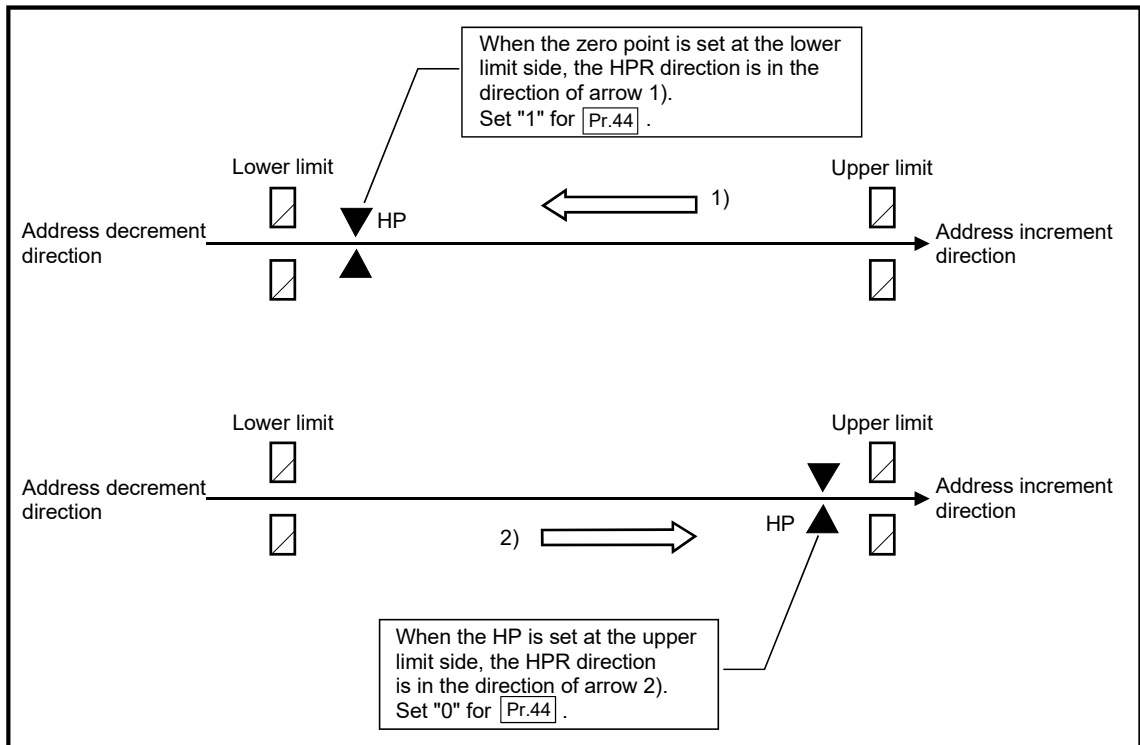 When the zero point is set at the lower
limit side, the HPR direction is in the
direction of arrow 1).
Set "1" for Pr.44 .
Lower limit
Upper limit
1)
HP
Address decrement
direction
Address increment
direction
Lower limit
Upper limit
Address decrement
direction
Address increment
direction
2)
HP
When the HP is set at the upper
limit side, the HPR direction
is in the direction of arrow 2).
Set "0" for Pr.44 .